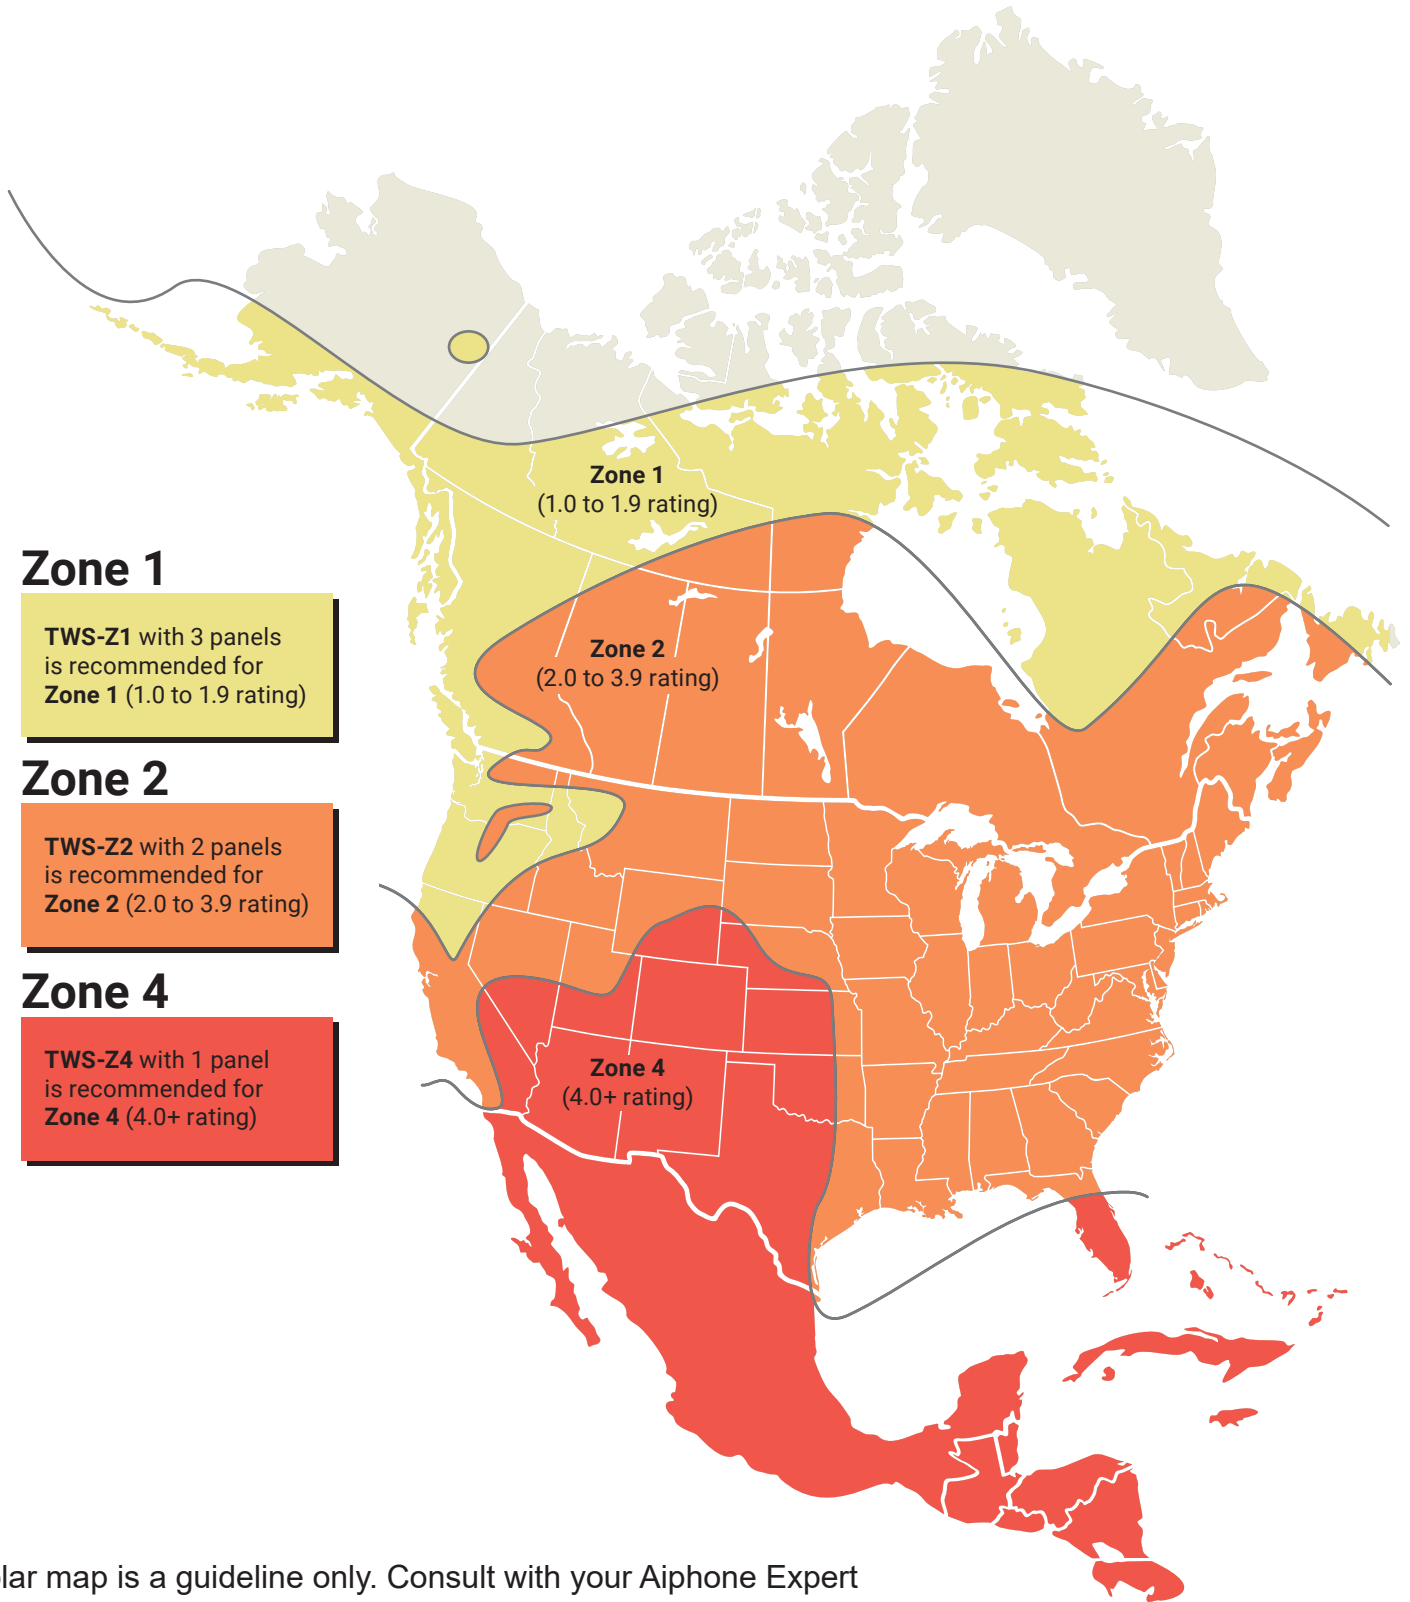 Zone 1
(1.0 to 1.9 rating)
Zone 1
TWS-Z1 with 3 panels
is recommended for
Zone 1 (1.0 to 1.9 rating)
Zone 2
(2.0 to 3.9 rating)
Zone 2
TWS-Z2 with 2 panels
is recommended for
Zone 2 (2.0 to 3.9 rating)
Zone 4
TWS-Z4 with 1 panel
is recommended for
Zone 4 (4.0+ rating)
Zone 4
(4.0+ rating)
map is a guideline only. Consult with your Aiphone Expert